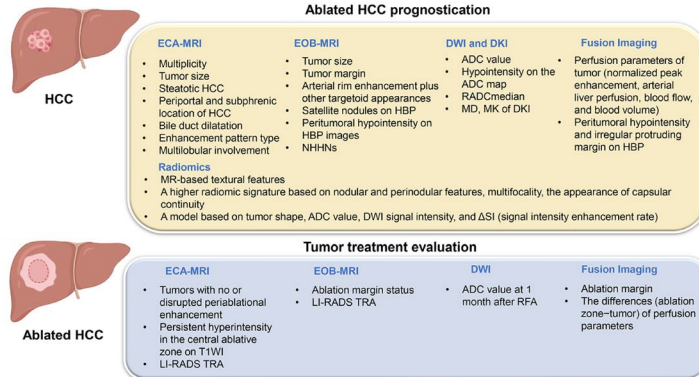 Ablated HCC prognostication
HCC
ECA-MRI
• Multiplicity
• Tumor size
• Steatotic HCC
• Periportal and subphrenic
location of HCC
• Bile duct dilatation
• Enhancement pattern type
• Multilobular involvement
EOB-MRI
• Tumor size
• Tumor margin
• Arterial rim enhancement plus
other targetoid appearances
• Satellite nodules on HBP
• Peritumoral hypointensity on
HBP images
• NHHNs
DWI and DKI
• ADC value
• Hypointensity on the
ADC map
• RADCmedian
• MD, MK of DKI
Fusion Imaging
• Perfusion parameters of
tumor (normalized peak
enhancement, arterial
liver perfusion, blood flow,
and blood volume)
• Peritumoral hypointensity
and irregular protruding
margin on HBP
Radiomics
• MR-based textural features
• A higher radiomic signature based on nodular and perinodular features, multifocality, the appearance of capsular
continuity
• A model based on tumor shape, ADC value, DWI signal intensity, and ΔSI (signal intensity enhancement rate)
Tumor treatment evaluation
Ablated HCC
ECA-MRI
• Tumors with no or
disrupted periablational
enhancement
• Persistent hyperintensity
in the central ablative
zone on T1WI
• LI-RADS TRA
EOB-MRI
• Ablation margin status
• LI-RADS TRA
DWI
• ADC value at 1
month after RFA
Fusion Imaging
• Ablation margin
• The differences (ablation
zone−tumor) of perfusion
parameters